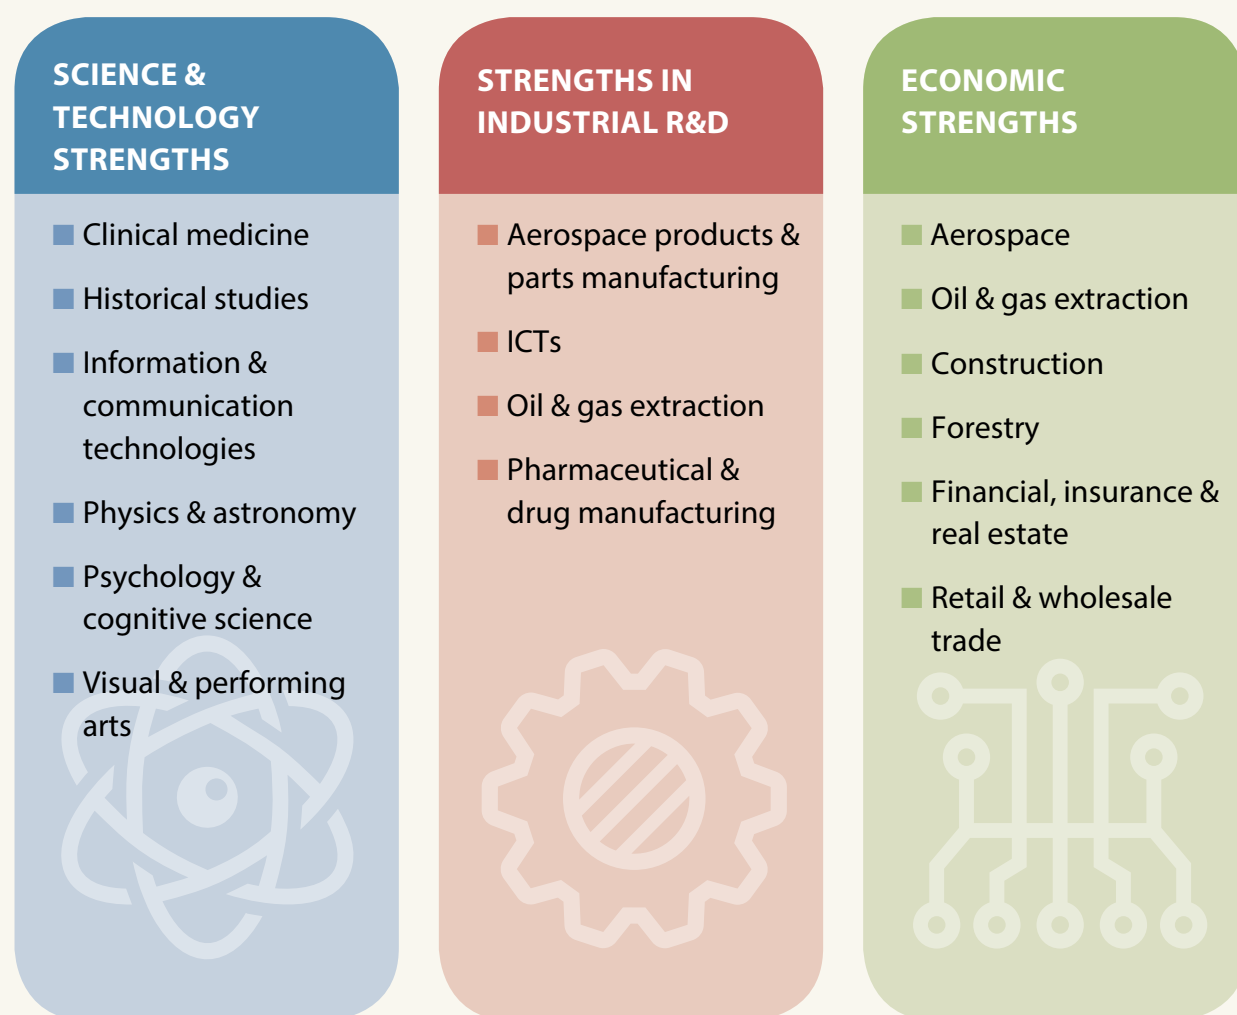 SCIENCE &
TECHNOLOGY
STRENGTHS
Clinical medicine
Historical studies
Information &
communication
technologies
Physics & astronomy
Psychology &
cognitive science
Visual & performing
arts
STRENGTHS IN
INDUSTRIAL R&D
Aerospace products &
parts manufacturing
ICTs
Oil & gas extraction
Pharmaceutical &
drug manufacturing
ECONOMIC
STRENGTHS
Aerospace
Oil & gas extraction
Construction
Forestry
Financial, insurance &
real estate
Retail & wholesale
trade